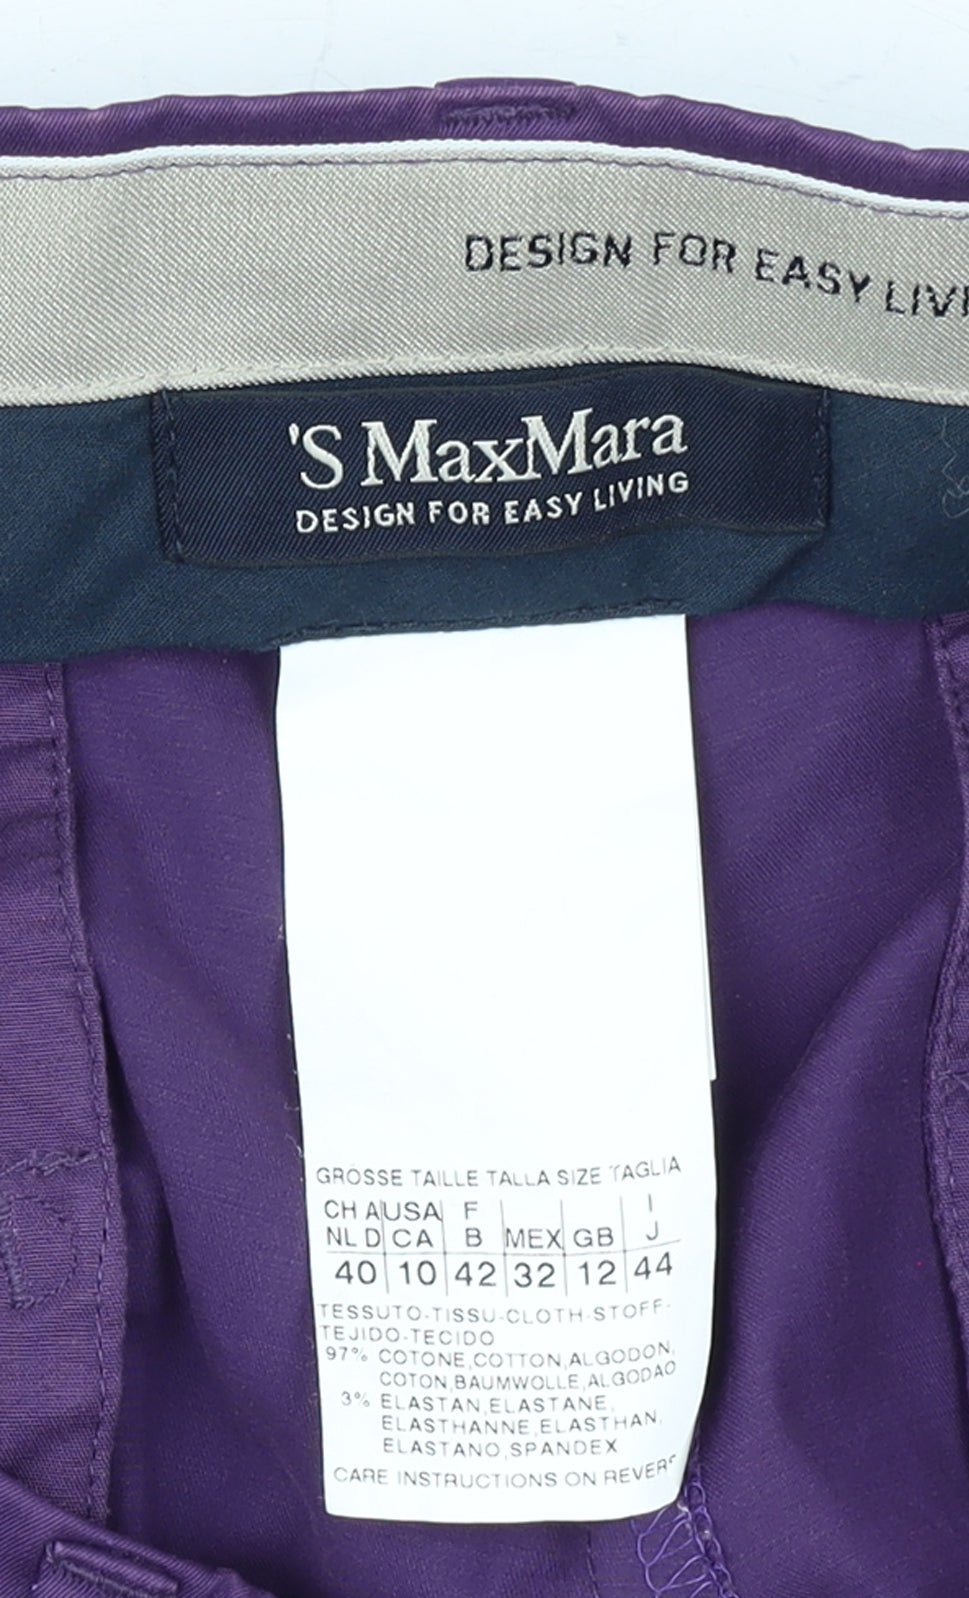 DESIGN FOR EASY LIVI
'S MaxMara
DESIGN FOR EASY LIVING
GRÖSSE TAILLE TALLA SIZE TAGLIA
CH A USA F I
NL D CA B MEX GB J
40 10 42 32 12 44
TESSUTO-TISSU-CLOTH-STOFF-
TEJIDO-TECIDO
97% COTONE,COTTON,ALGODON,
COTON,BAUMWOLLE,ALGODAO
3% ELASTAN,ELASTANE,
ELASTHANNE,ELASTHAN,
ELASTANO,SPANDEX
CARE INSTRUCTIONS ON REVERS